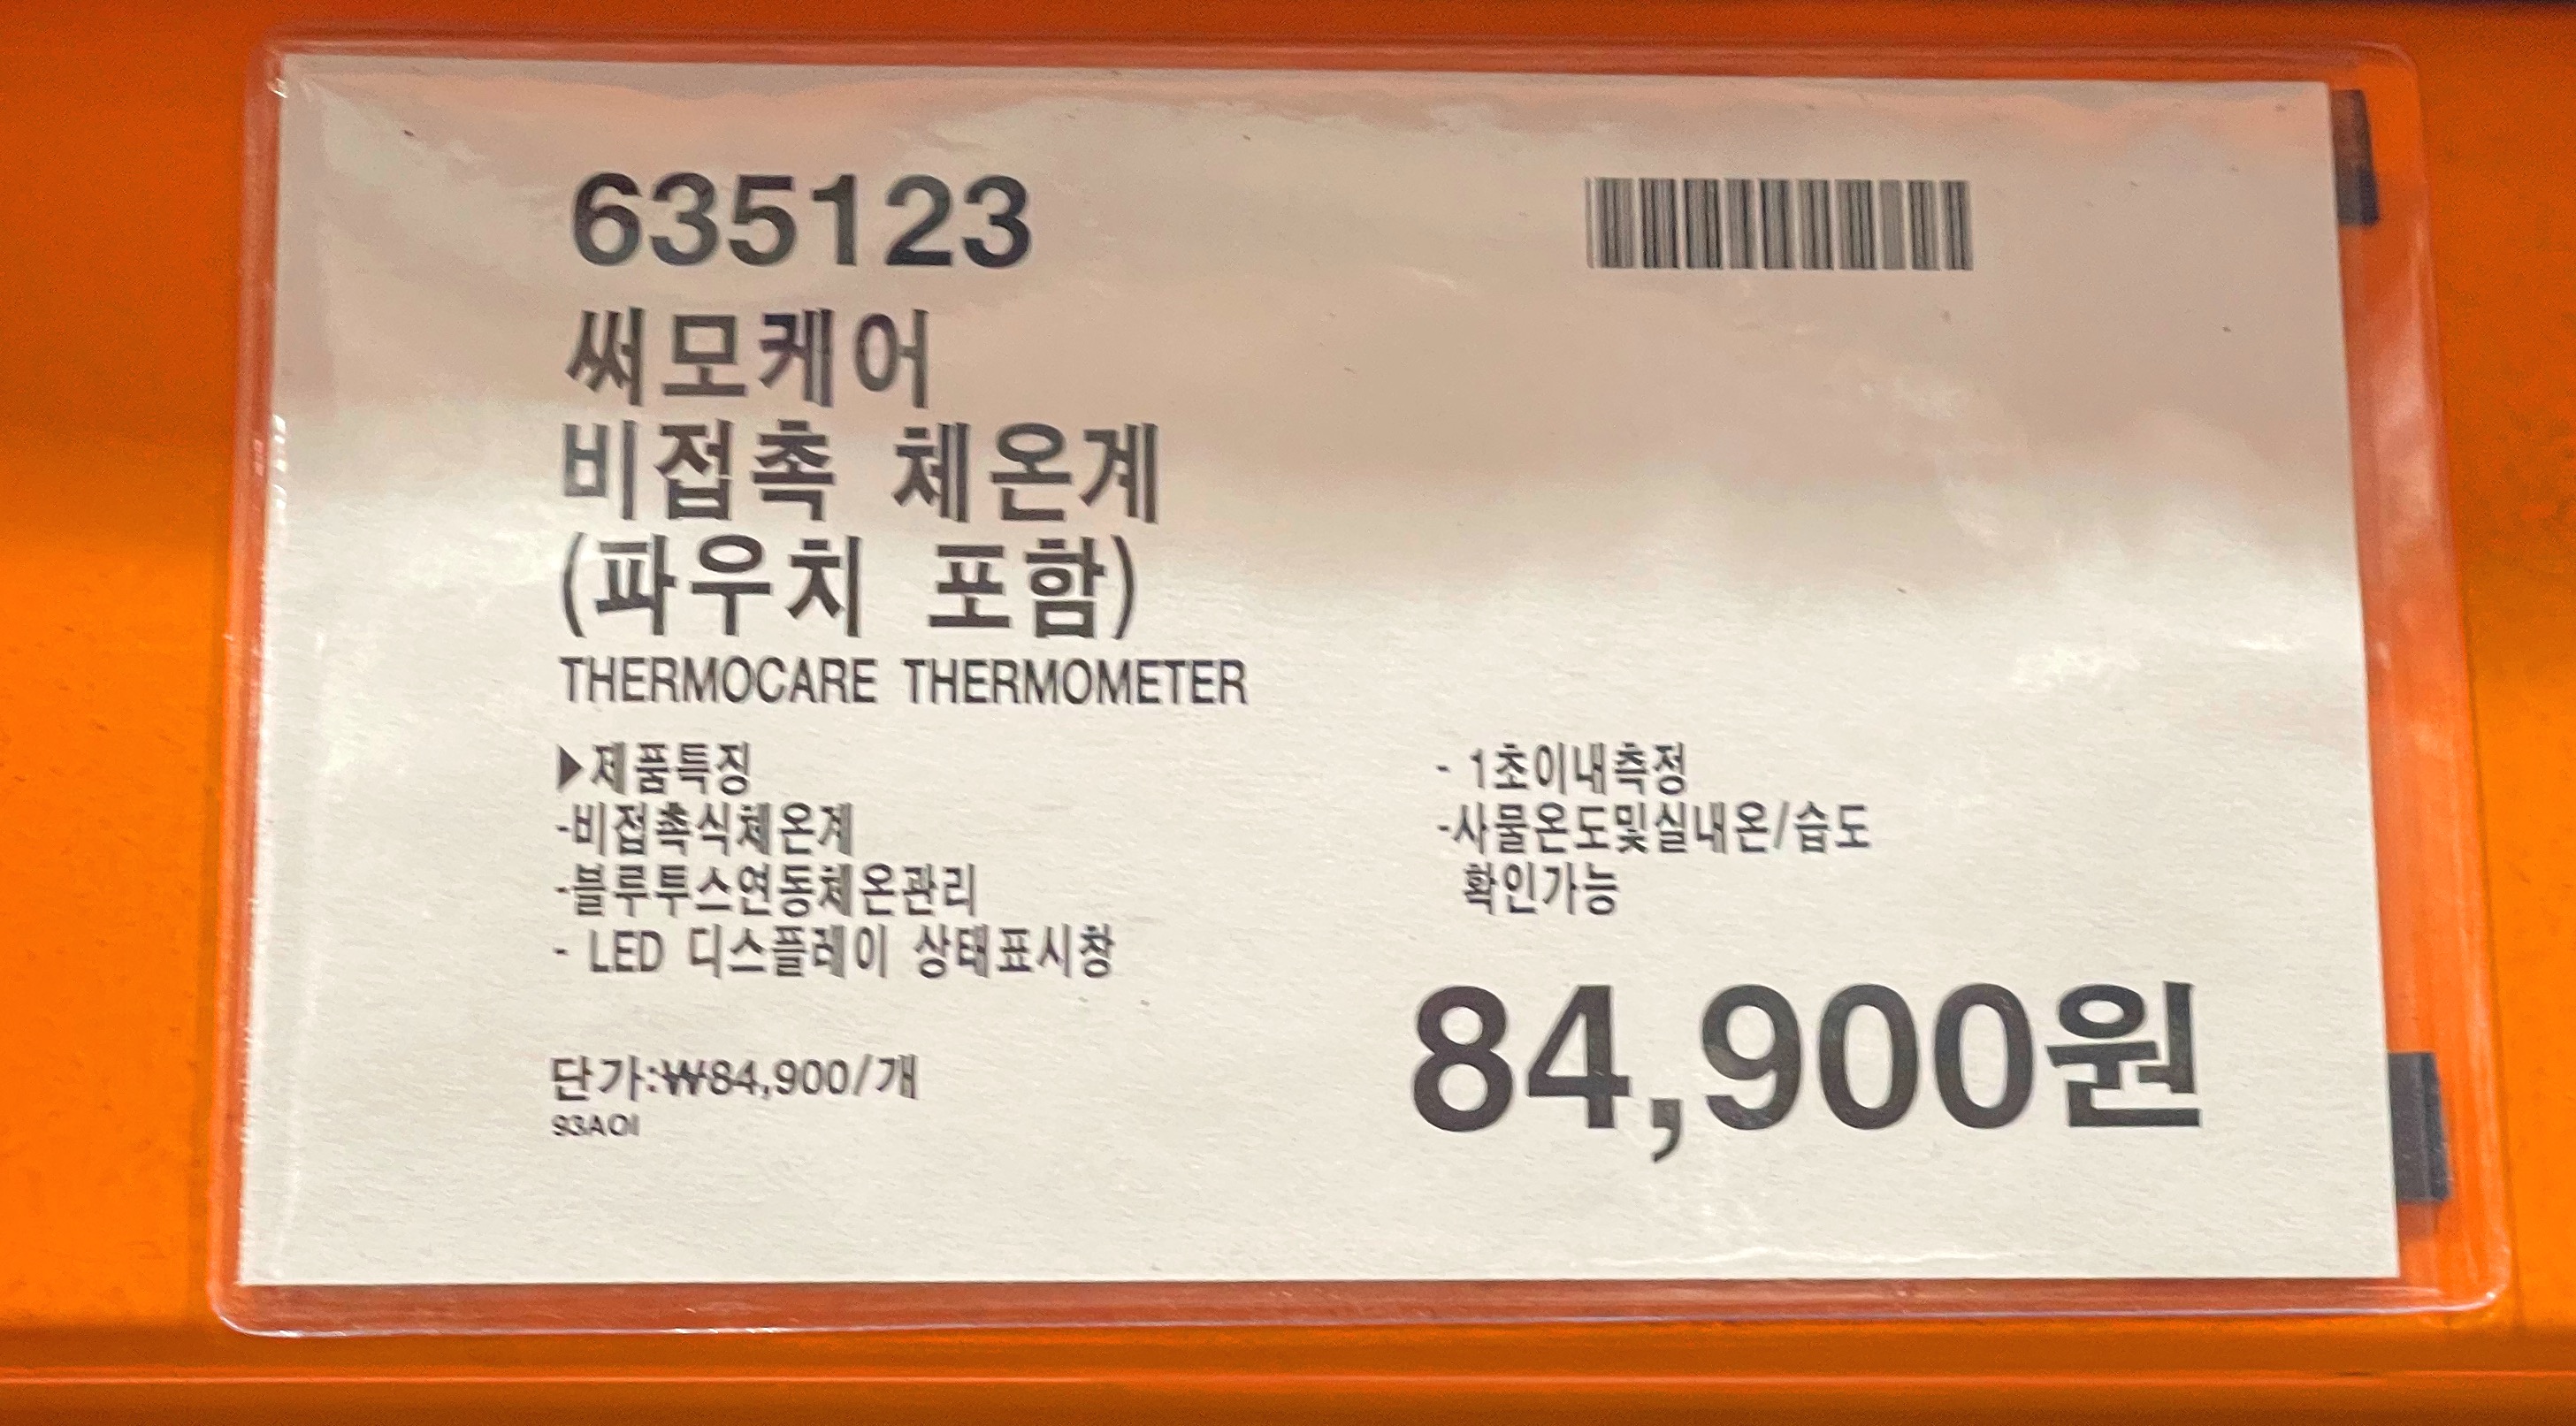 635123
써모케어
비접촉 체온계
(파우치 포함)
THERMOCARE THERMOMETER
▶제품특징
-비접촉식체온계
-블루투스연동체온관리
- LED 디스플레이 상태표시창
- 1초이내측정
-사물온도및실내온/습도
확인가능
단가:₩84,900/개
93AOI
84,900원